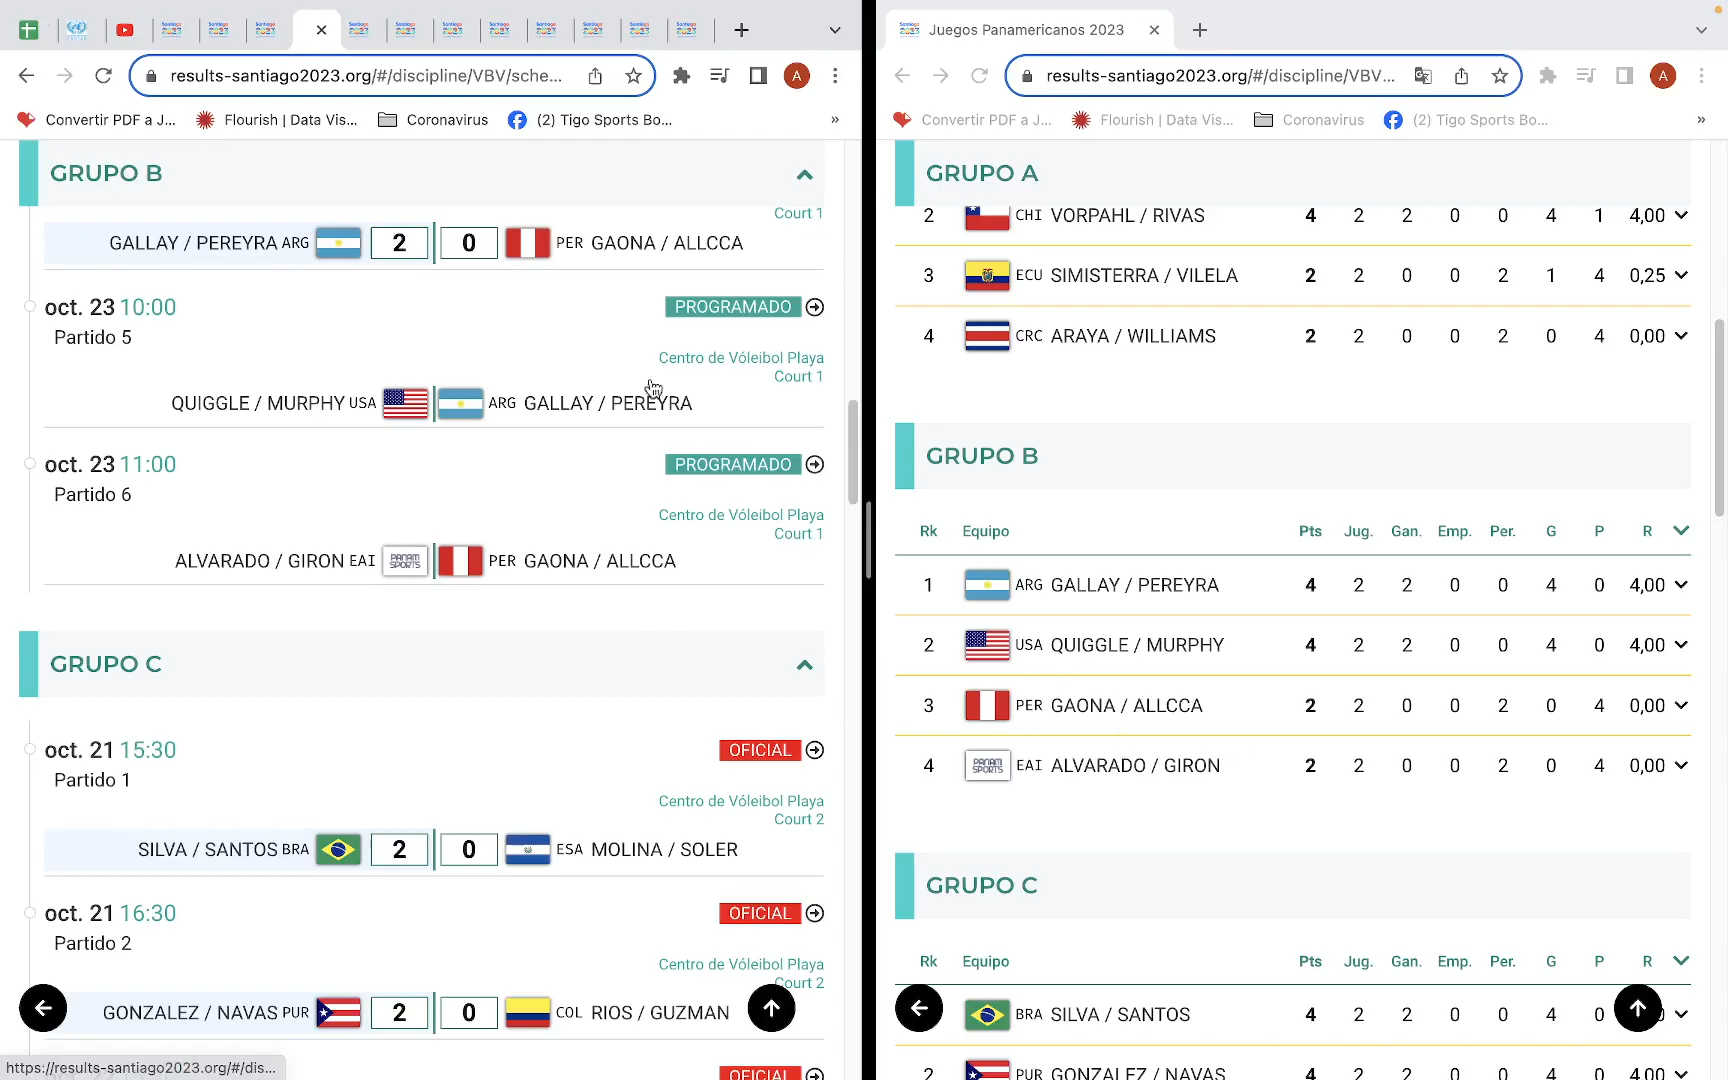 Juegos Panamericanos 2023
results-santiago2023.org/#/discipline/VBV/sche...
results-santiago2023.org/#/discipline/VBV...
A
A
Convertir PDF a J...
Flourish | Data Vis...
Coronavirus
(2) Tigo Sports Bo...
»
Convertir PDF a J...
Flourish | Data Vis...
Coronavirus
(2) Tigo Sports Bo...
»
GRUPO B
Court 1
GALLAY / PEREYRA ARG 2 0 PER GAONA / ALLCCA
oct. 23 10:00 PROGRAMADO
Partido 5
Centro de Vóleibol Playa
Court 1
QUIGGLE / MURPHY USA ARG GALLAY / PEREYRA
oct. 23 11:00 PROGRAMADO
Partido 6
Centro de Vóleibol Playa
Court 1
ALVARADO / GIRON EAI PANAM SPORTS PER GAONA / ALLCCA
GRUPO C
oct. 21 15:30 OFICIAL
Partido 1
Centro de Vóleibol Playa
Court 2
SILVA / SANTOS BRA 2 0 ESA MOLINA / SOLER
oct. 21 16:30 OFICIAL
Partido 2
Centro de Vóleibol Playa
Court 2
GONZALEZ / NAVAS PUR 2 0 COL RIOS / GUZMAN
OFICIAL
https://results-santiago2023.org/#/dis...
GRUPO A
2 CHI VORPAHL / RIVAS 4 2 2 0 0 4 1 4,00
3 ECU SIMISTERRA / VILELA 2 2 0 0 2 1 4 0,25
4 CRC ARAYA / WILLIAMS 2 2 0 0 2 0 4 0,00
GRUPO B
Rk Equipo Pts Jug. Gan. Emp. Per. G P R
1 ARG GALLAY / PEREYRA 4 2 2 0 0 4 0 4,00
2 USA QUIGGLE / MURPHY 4 2 2 0 0 4 0 4,00
3 PER GAONA / ALLCCA 2 2 0 0 2 0 4 0,00
4 PANAM SPORTS EAI ALVARADO / GIRON 2 2 0 0 2 0 4 0,00
GRUPO C
Rk Equipo Pts Jug. Gan. Emp. Per. G P R
1 BRA SILVA / SANTOS 4 2 2 0 0 4 0
2 PUR GONZALEZ / NAVAS 4 2 2 0 0 4 0 4,00